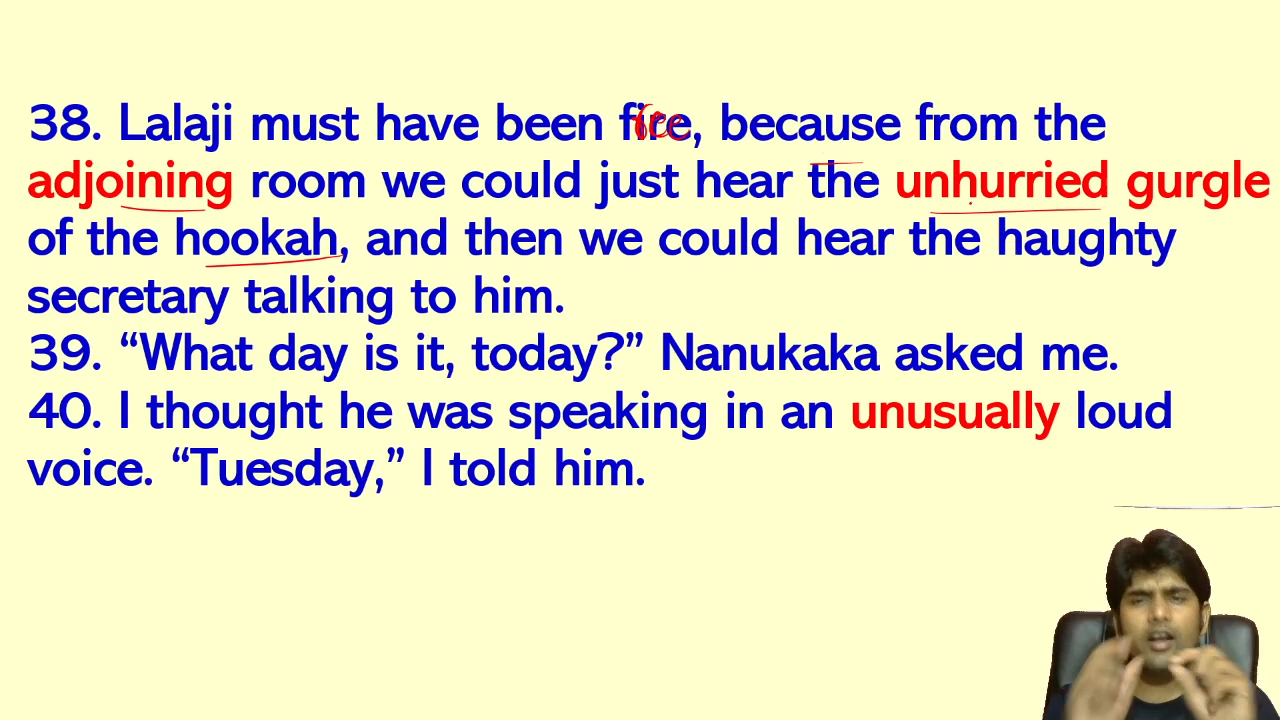 38. Lalaji must have been fire, because from the
adjoining room we could just hear the unhurried gurgle
of the hookah, and then we could hear the haughty
secretary talking to him.
39. “What day is it, today?” Nanukaka asked me.
40. I thought he was speaking in an unusually loud
voice. “Tuesday,” I told him.